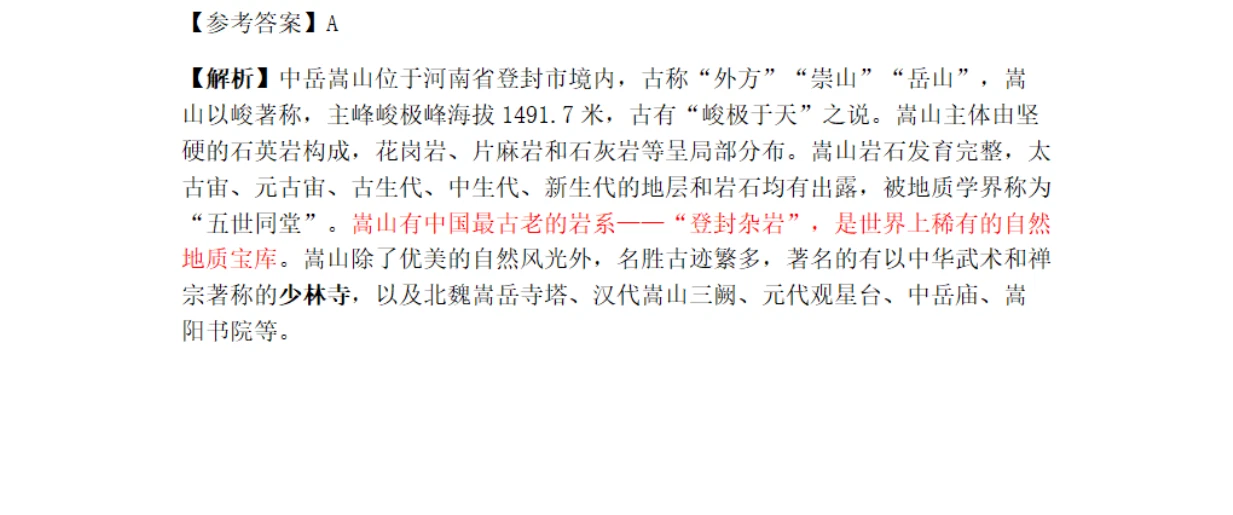 【参考答案】A
【解析】中岳嵩山位于河南省登封市境内，古称“外方”“崇山”“岳山”，嵩
山以峻著称，主峰峻极峰海拔 1491.7 米，古有“峻极于天”之说。嵩山主体由坚
硬的石英岩构成，花岗岩、片麻岩和石灰岩等呈局部分布。嵩山岩石发育完整，太
古宙、元古宙、古生代、中生代、新生代的地层和岩石均有出露，被地质学界称为
“五世同堂”。嵩山有中国最古老的岩系——“登封杂岩”，是世界上稀有的自然
地质宝库。嵩山除了优美的自然风光外，名胜古迹繁多，著名的有以中华武术和禅
宗著称的少林寺，以及北魏嵩岳寺塔、汉代嵩山三阙、元代观星台、中岳庙、嵩
阳书院等。